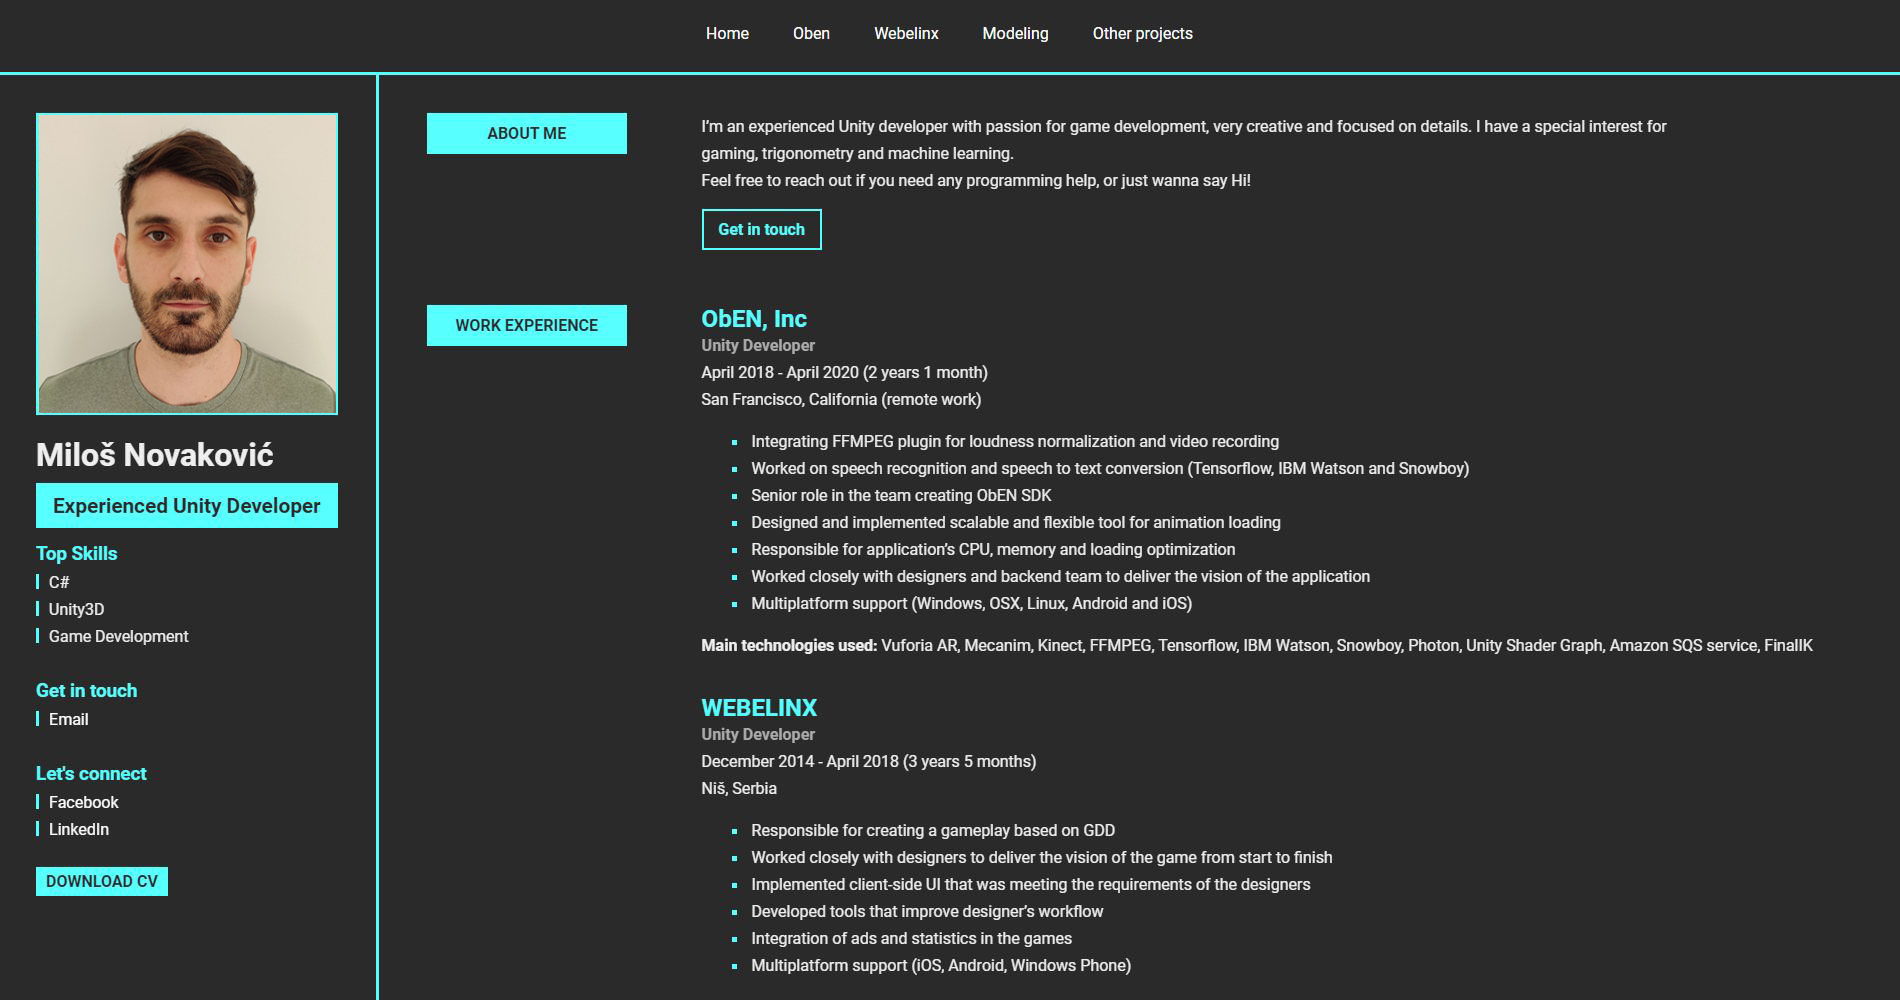 Home
Oben
Webelinx
Modeling
Other projects
Miloš Novaković
Experienced Unity Developer
Top Skills
C#
Unity3D
Game Development
Get in touch
Email
Let's connect
Facebook
LinkedIn
DOWNLOAD CV
ABOUT ME
I’m an experienced Unity developer with passion for game development, very creative and focused on details. I have a special interest for
gaming, trigonometry and machine learning.
Feel free to reach out if you need any programming help, or just wanna say Hi!
Get in touch
WORK EXPERIENCE
ObEN, Inc
Unity Developer
April 2018 - April 2020 (2 years 1 month)
San Francisco, California (remote work)
Integrating FFMPEG plugin for loudness normalization and video recording
Worked on speech recognition and speech to text conversion (Tensorflow, IBM Watson and Snowboy)
Senior role in the team creating ObEN SDK
Designed and implemented scalable and flexible tool for animation loading
Responsible for application’s CPU, memory and loading optimization
Worked closely with designers and backend team to deliver the vision of the application
Multiplatform support (Windows, OSX, Linux, Android and iOS)
Main technologies used: Vuforia AR, Mecanim, Kinect, FFMPEG, Tensorflow, IBM Watson, Snowboy, Photon, Unity Shader Graph, Amazon SQS service, FinalIK
WEBELINX
Unity Developer
December 2014 - April 2018 (3 years 5 months)
Niš, Serbia
Responsible for creating a gameplay based on GDD
Worked closely with designers to deliver the vision of the game from start to finish
Implemented client-side UI that was meeting the requirements of the designers
Developed tools that improve designer’s workflow
Integration of ads and statistics in the games
Multiplatform support (iOS, Android, Windows Phone)